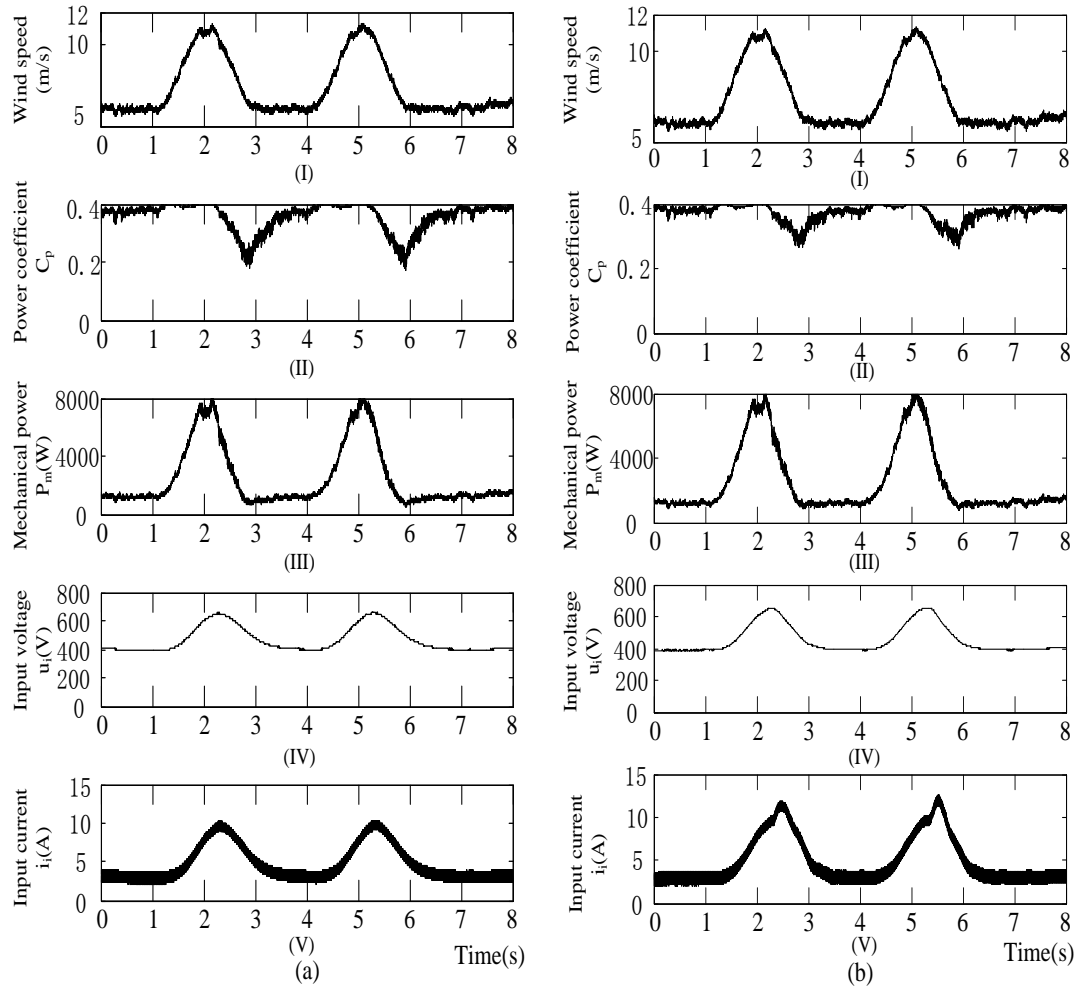 Wind speed
(m/s)
12
10
5
0 1 2 3 4 5 6 7 8
(I)
Power coefficient
Cₚ
0.4
0.2
0
0 1 2 3 4 5 6 7 8
(II)
Mechanical power
Pₘ(W)
8000
4000
0
0 1 2 3 4 5 6 7 8
(III)
Input voltage
uᵢ(V)
800
600
400
200
0
0 1 2 3 4 5 6 7 8
(IV)
Input current
iᵢ(A)
15
10
5
0
0 1 2 3 4 5 6 7 8
(V)
Time(s)
(a)
Wind speed
(m/s)
12
10
5
0 1 2 3 4 5 6 7 8
(I)
Power coefficient
Cₚ
0.4
0.2
0
0 1 2 3 4 5 6 7 8
(II)
Mechanical power
Pₘ(W)
8000
4000
0
0 1 2 3 4 5 6 7 8
(III)
Input voltage
uᵢ(V)
800
600
400
200
0
0 1 2 3 4 5 6 7 8
(IV)
Input current
iᵢ(A)
15
10
5
0
0 1 2 3 4 5 6 7 8
(V)
Time(s)
(b)